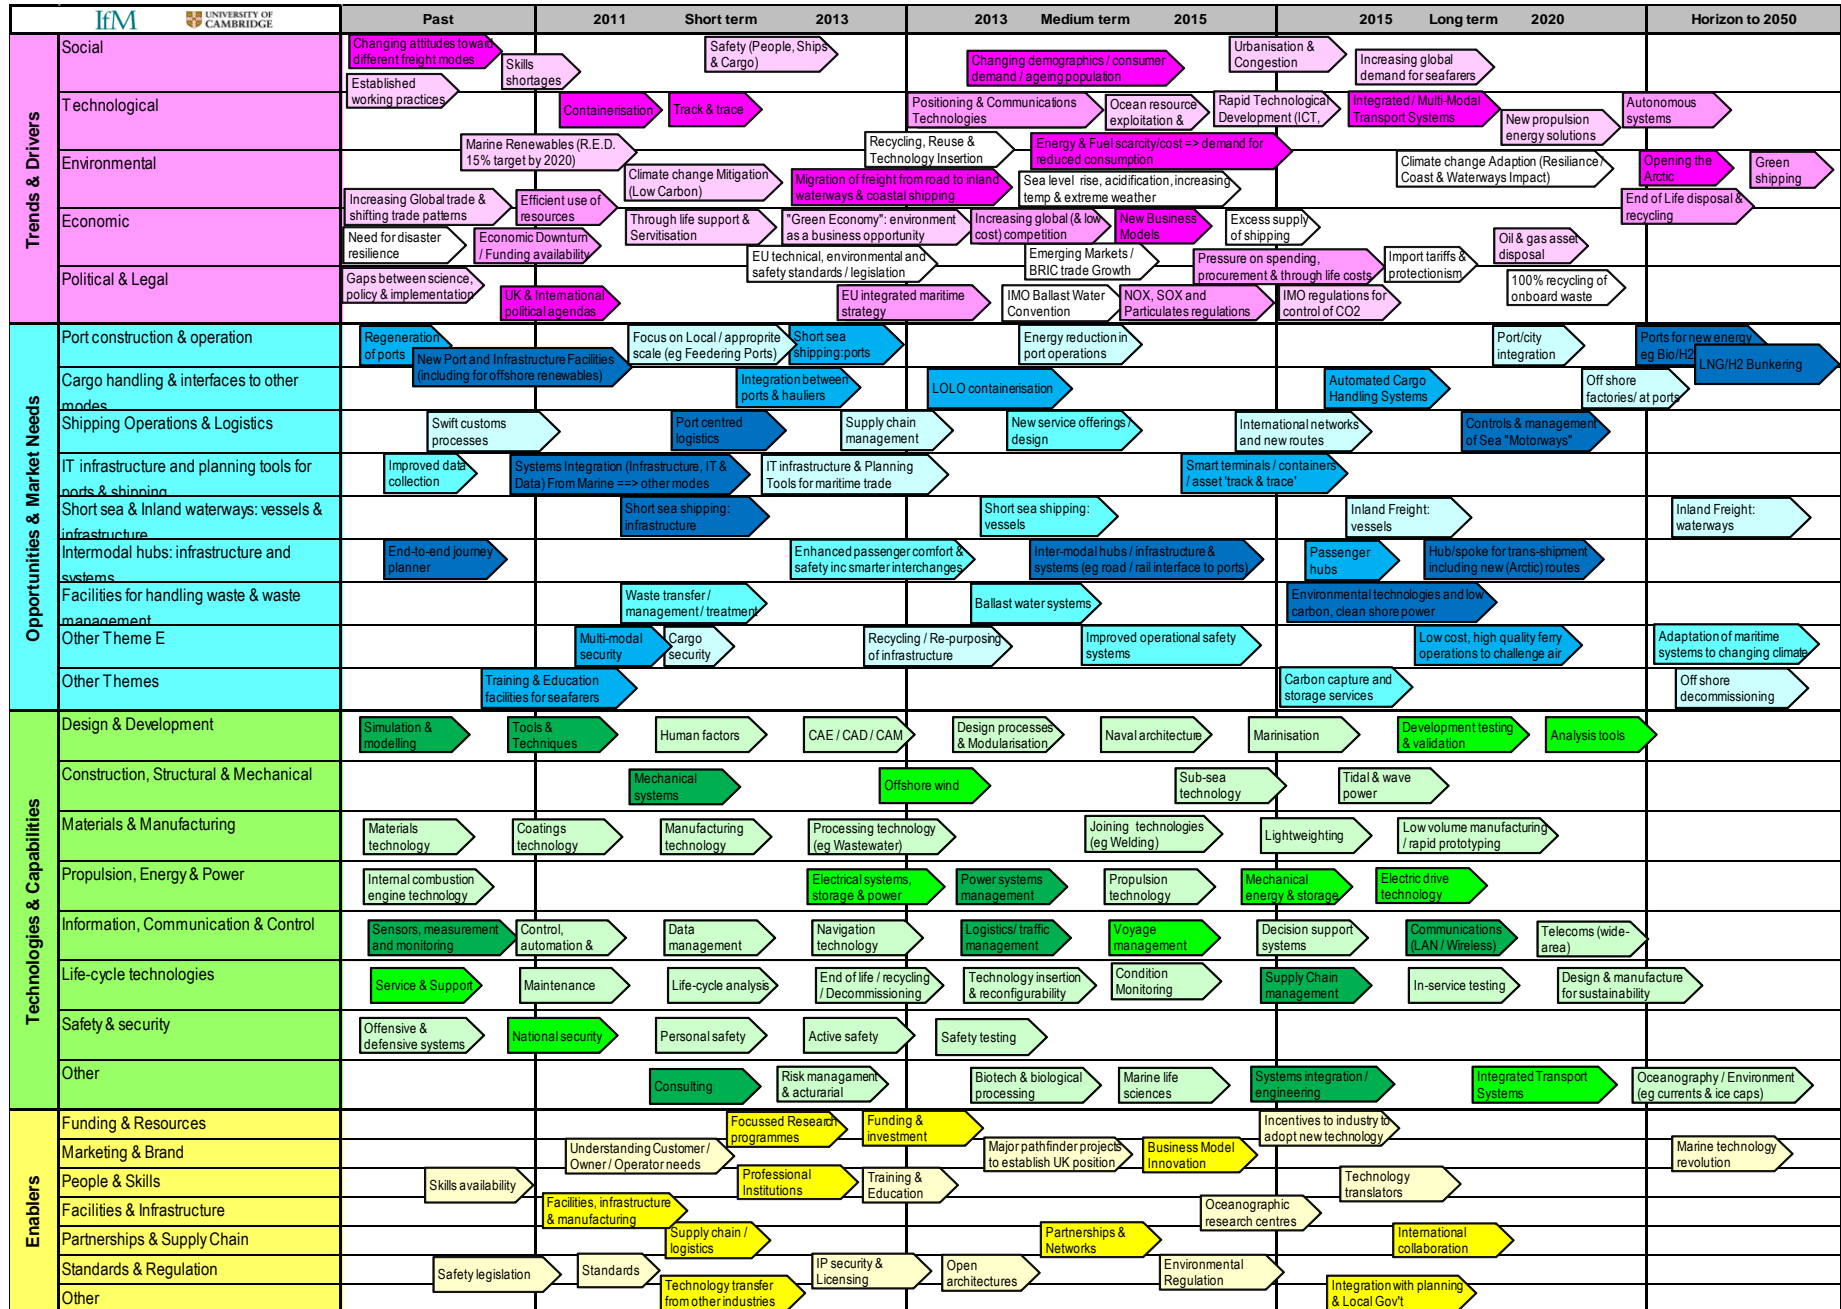 IfM
UNIVERSITY OF
CAMBRIDGE
Past
2011 Short term 2013
2013 Medium term 2015
2015 Long term 2020
Horizon to 2050
Trends & Drivers
Social
Changing attitudes toward
different freight modes
Skills
shortages
Safety (People, Ships
& Cargo)
Changing demographics / consumer
demand / ageing population
Urbanisation &
Congestion
Increasing global
demand for seafarers
Established
working practices
Technological
Containerisation
Track & trace
Positioning & Communications
Technologies
Ocean resource
exploitation &
Rapid Technological
Development (ICT,
Integrated / Multi-Modal
Transport Systems
New propulsion
energy solutions
Autonomous
systems
Marine Renewables (R.E.D.
15% target by 2020)
Recycling, Reuse &
Technology Insertion
Energy & Fuel scarcity/cost => demand for
reduced consumption
Environmental
Climate change Mitigation
(Low Carbon)
Migration of freight from road to inland
waterways & coastal shipping
Sea level rise, acidification, increasing
temp & extreme weather
Climate change Adaption (Resiliance/
Coast & Waterways Impact)
Opening the
Arctic
Green
shipping
Increasing Global trade &
shifting trade patterns
Efficient use of
resources
End of Life disposal &
recycling
Economic
Through life support &
Servitisation
"Green Economy": environment
as a business opportunity
Increasing global (& low
cost) competition
New Business
Models
Excess supply
of shipping
Need for disaster
resilience
Economic Downturn
/ Funding availability
EU technical, environmental and
safety standards / legislation
Emerging Markets /
BRIC trade Growth
Pressure on spending,
procurement & through life costs
Import tariffs &
protectionism
Oil & gas asset
disposal
Political & Legal
Gaps between science,
policy & implementation
UK & International
political agendas
EU integrated maritime
strategy
IMO Ballast Water
Convention
NOX, SOX and
Particulates regulations
IMO regulations for
control of CO2
100% recycling of
onboard waste
Opportunities & Market Needs
Port construction & operation
Regeneration
of ports
New Port and Infrastructure Facilities
(including for offshore renewables)
Focus on Local / approprite
scale (eg Feedering Ports)
Short sea
shipping:ports
Energy reduction in
port operations
Port/city
integration
Ports for new energy
eg Bio/H2
LNG/H2 Bunkering
Cargo handling & interfaces to other
modes
Integration between
ports & hauliers
LOLO containerisation
Automated Cargo
Handling Systems
Off shore
factories/ at ports
Shipping Operations & Logistics
Swift customs
processes
Port centred
logistics
Supply chain
management
New service offerings /
design
International networks
and new routes
Controls & management
of Sea "Motorways"
IT infrastructure and planning tools for
ports & shipping
Improved data
collection
Systems Integration (Infrastructure, IT &
Data) From Marine ==> other modes
IT infrastructure & Planning
Tools for maritime trade
Smart terminals / containers
/ asset 'track & trace'
Short sea & Inland waterways: vessels &
infrastructure
Short sea shipping:
infrastructure
Short sea shipping:
vessels
Inland Freight:
vessels
Inland Freight:
waterways
Intermodal hubs: infrastructure and
systems
End-to-end journey
planner
Enhanced passenger comfort &
safety inc smarter interchanges
Inter-modal hubs / infrastructure &
systems (eg road / rail interface to ports)
Passenger
hubs
Hub/spoke for trans-shipment
including new (Arctic) routes
Facilities for handling waste & waste
management
Waste transfer /
management / treatment
Ballast water systems
Environmental technologies and low
carbon, clean shore power
Other Theme E
Multi-modal
security
Cargo
security
Recycling / Re-purposing
of infrastructure
Improved operational safety
systems
Low cost, high quality ferry
operations to challenge air
Adaptation of maritime
systems to changing climate
Other Themes
Training & Education
facilities for seafarers
Carbon capture and
storage services
Off shore
decommissioning
Technologies & Capabilities
Design & Development
Simulation &
modelling
Tools &
Techniques
Human factors
CAE / CAD / CAM
Design processes
& Modularisation
Naval architecture
Marinisation
Development testing
& validation
Analysis tools
Construction, Structural & Mechanical
Mechanical
systems
Offshore wind
Sub-sea
technology
Tidal & wave
power
Materials & Manufacturing
Materials
technology
Coatings
technology
Manufacturing
technology
Processing technology
(eg Wastewater)
Joining technologies
(eg Welding)
Lightweighting
Low volume manufacturing
/ rapid prototyping
Propulsion, Energy & Power
Internal combustion
engine technology
Electrical systems,
storage & power
Power systems
management
Propulsion
technology
Mechanical
energy & storage
Electric drive
technology
Information, Communication & Control
Sensors, measurement
and monitoring
Control,
automation &
Data
management
Navigation
technology
Logistics/ traffic
management
Voyage
management
Decision support
systems
Communications
(LAN / Wireless)
Telecoms (wide-
area)
Life-cycle technologies
Service & Support
Maintenance
Life-cycle analysis
End of life / recycling
/ Decommissioning
Technology insertion
& reconfigurability
Condition
Monitoring
Supply Chain
management
In-service testing
Design & manufacture
for sustainability
Safety & security
Offensive &
defensive systems
National security
Personal safety
Active safety
Safety testing
Other
Consulting
Risk managament
& acturarial
Biotech & biological
processing
Marine life
sciences
Systems integration /
engineering
Integrated Transport
Systems
Oceanography / Environment
(eg currents & ice caps)
Enablers
Funding & Resources
Focussed Research
programmes
Funding &
investment
Incentives to industry to
adopt new technology
Marketing & Brand
Understanding Customer /
Owner / Operator needs
Major pathfinder projects
to establish UK position
Business Model
Innovation
Marine technology
revolution
People & Skills
Skills availability
Professional
Institutions
Training &
Education
Technology
translators
Facilities & Infrastructure
Facilities, infrastructure
& manufacturing
Oceanographic
research centres
Partnerships & Supply Chain
Supply chain /
logistics
Partnerships &
Networks
International
collaboration
Standards & Regulation
Safety legislation
Standards
IP security &
Licensing
Open
architectures
Environmental
Regulation
Other
Technology transfer
from other industries
Integration with planning
& Local Gov't